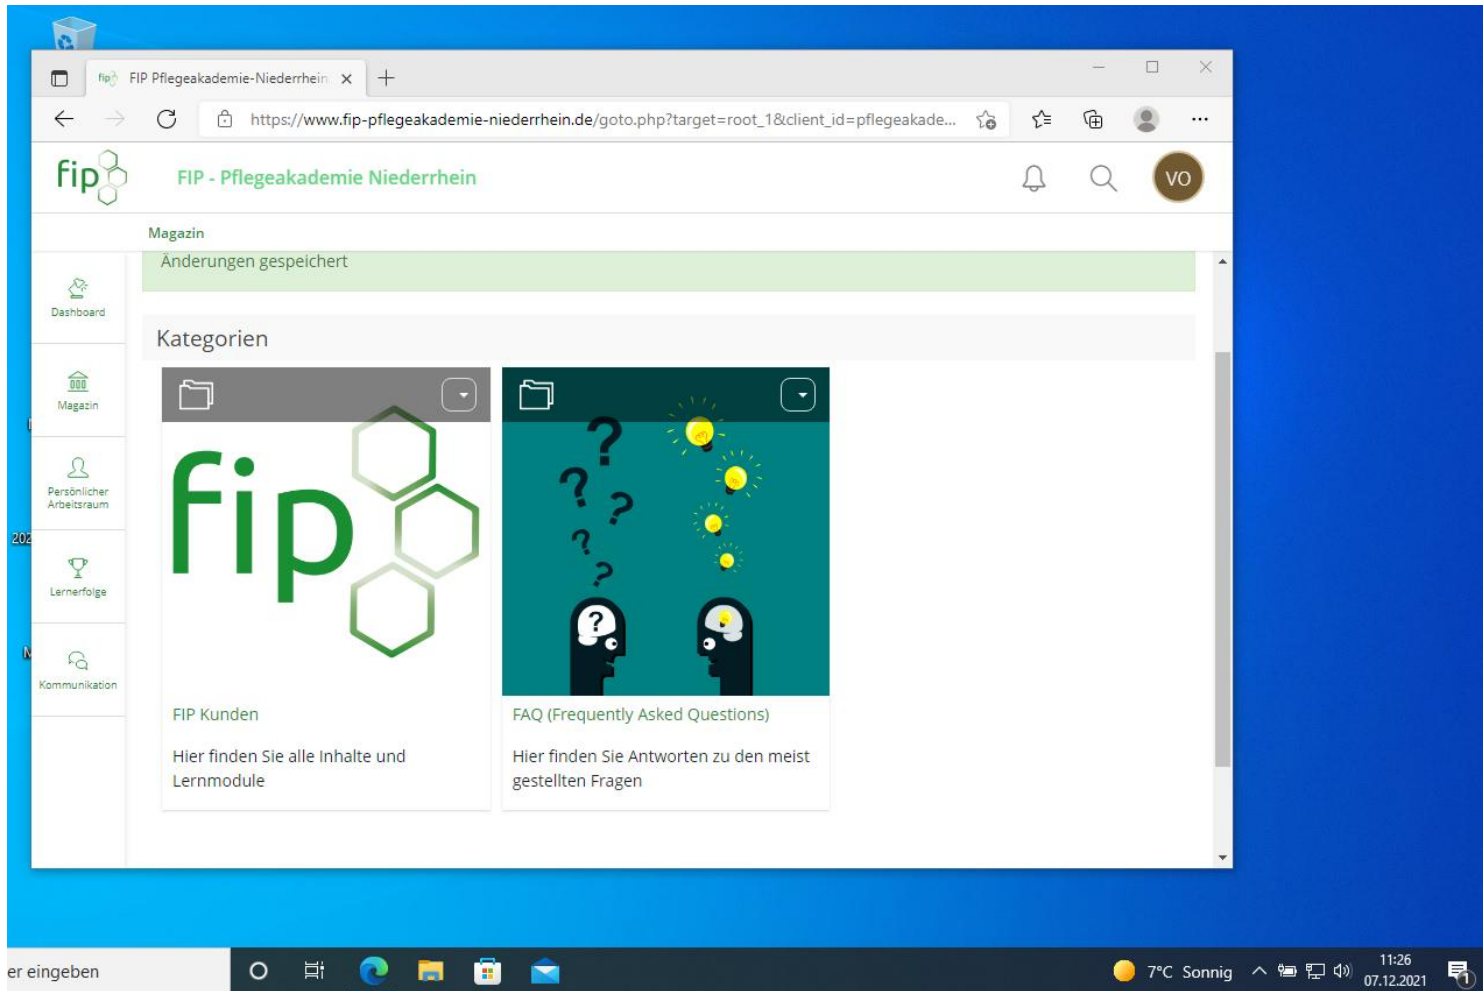 fip FIP Pflegeakademie-Niederrhein
https://www.fip-pflegeakademie-niederrhein.de/goto.php?target=root_1&client_id=pflegeakade...
fip
FIP - Pflegeakademie Niederrhein
VO
Magazin
Änderungen gespeichert
Dashboard
Kategorien
Magazin
Persönlicher
Arbeitsraum
202
Lernerfolge
Kommunikation
fip
? ? ? ? ?
?
FIP Kunden
Hier finden Sie alle Inhalte und
Lernmodule
FAQ (Frequently Asked Questions)
Hier finden Sie Antworten zu den meist
gestellten Fragen
er eingeben
7°C Sonnig
11:26
07.12.2021
1